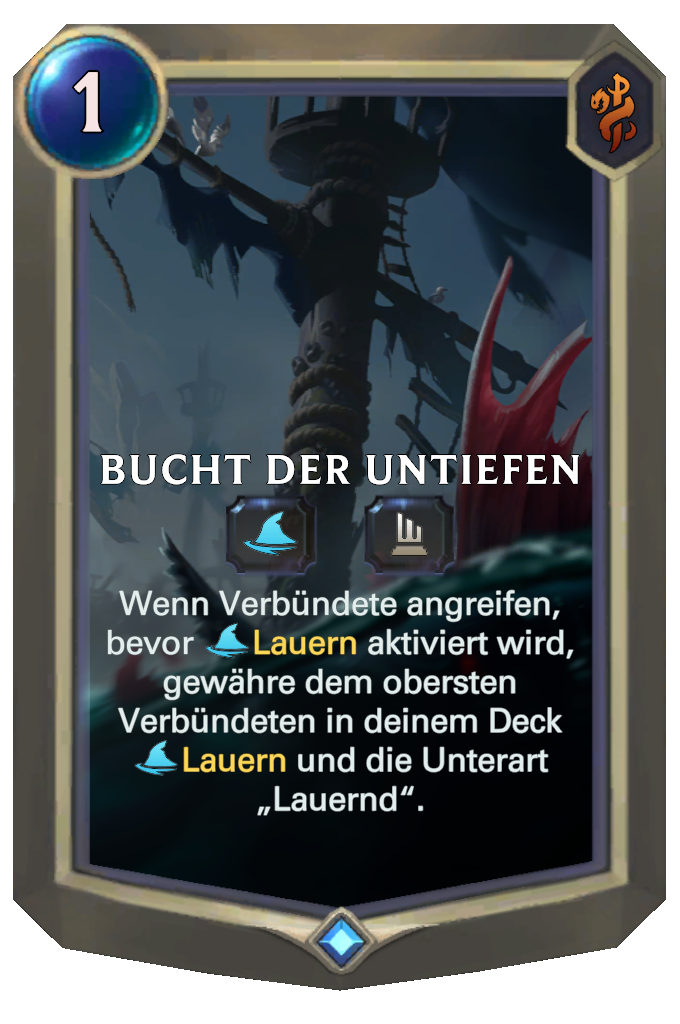 1
BUCHT DER UNTIEFEN
Wenn Verbündete angreifen,
bevor Lauern aktiviert wird,
gewähre dem obersten
Verbündeten in deinem Deck
Lauern und die Unterart
„Lauernd“.